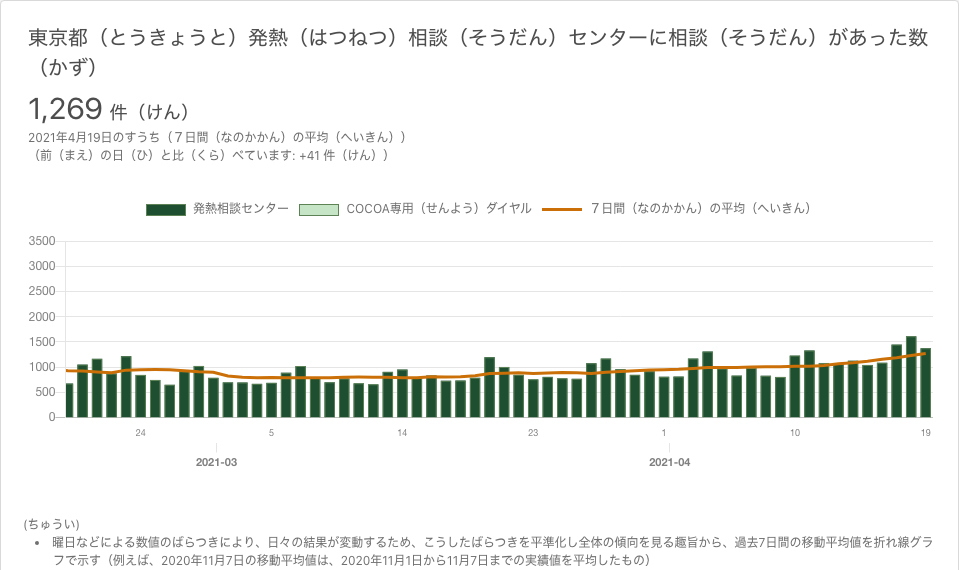 東京都（とうきょうと）発熱（はつねつ）相談（そうだん）センターに相談（そうだん）があった数
（かず）
1,269 件（けん）
2021年4月19日のすうち（７日間（なのかかん）の平均（へいきん））
（前（まえ）の日（ひ）と比（くら）べています: +41 件（けん））
発熱相談センター COCOA専用（せんよう）ダイヤル ７日間（なのかかん）の平均（へいきん）
3500
3000
2500
2000
1500
1000
500
0
24 5 14 23 1 10 19
2021-03 2021-04
(ちゅうい)
• 曜日などによる数値のばらつきにより、日々の結果が変動するため、こうしたばらつきを平準化し全体の傾向を見る趣旨から、過去7日間の移動平均値を折れ線グラ
フで示す（例えば、2020年11月7日の移動平均値は、2020年11月1日から11月7日までの実績値を平均したもの）